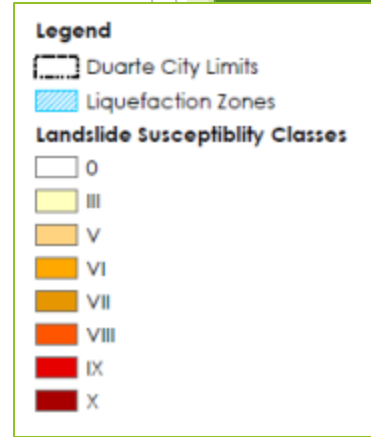 Legend
Duarte City Limits
Liquefaction Zones
Landslide Susceptiblity Classes
0
III
V
VI
VII
VIII
IX
X